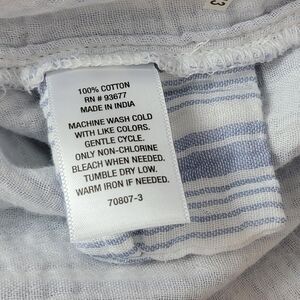 100% COTTON
RN # 93677
MADE IN INDIA
MACHINE WASH COLD
WITH LIKE COLORS.
GENTLE CYCLE.
ONLY NON-CHLORINE
BLEACH WHEN NEEDED.
TUMBLE DRY LOW.
WARM IRON IF NEEDED.
70807-3